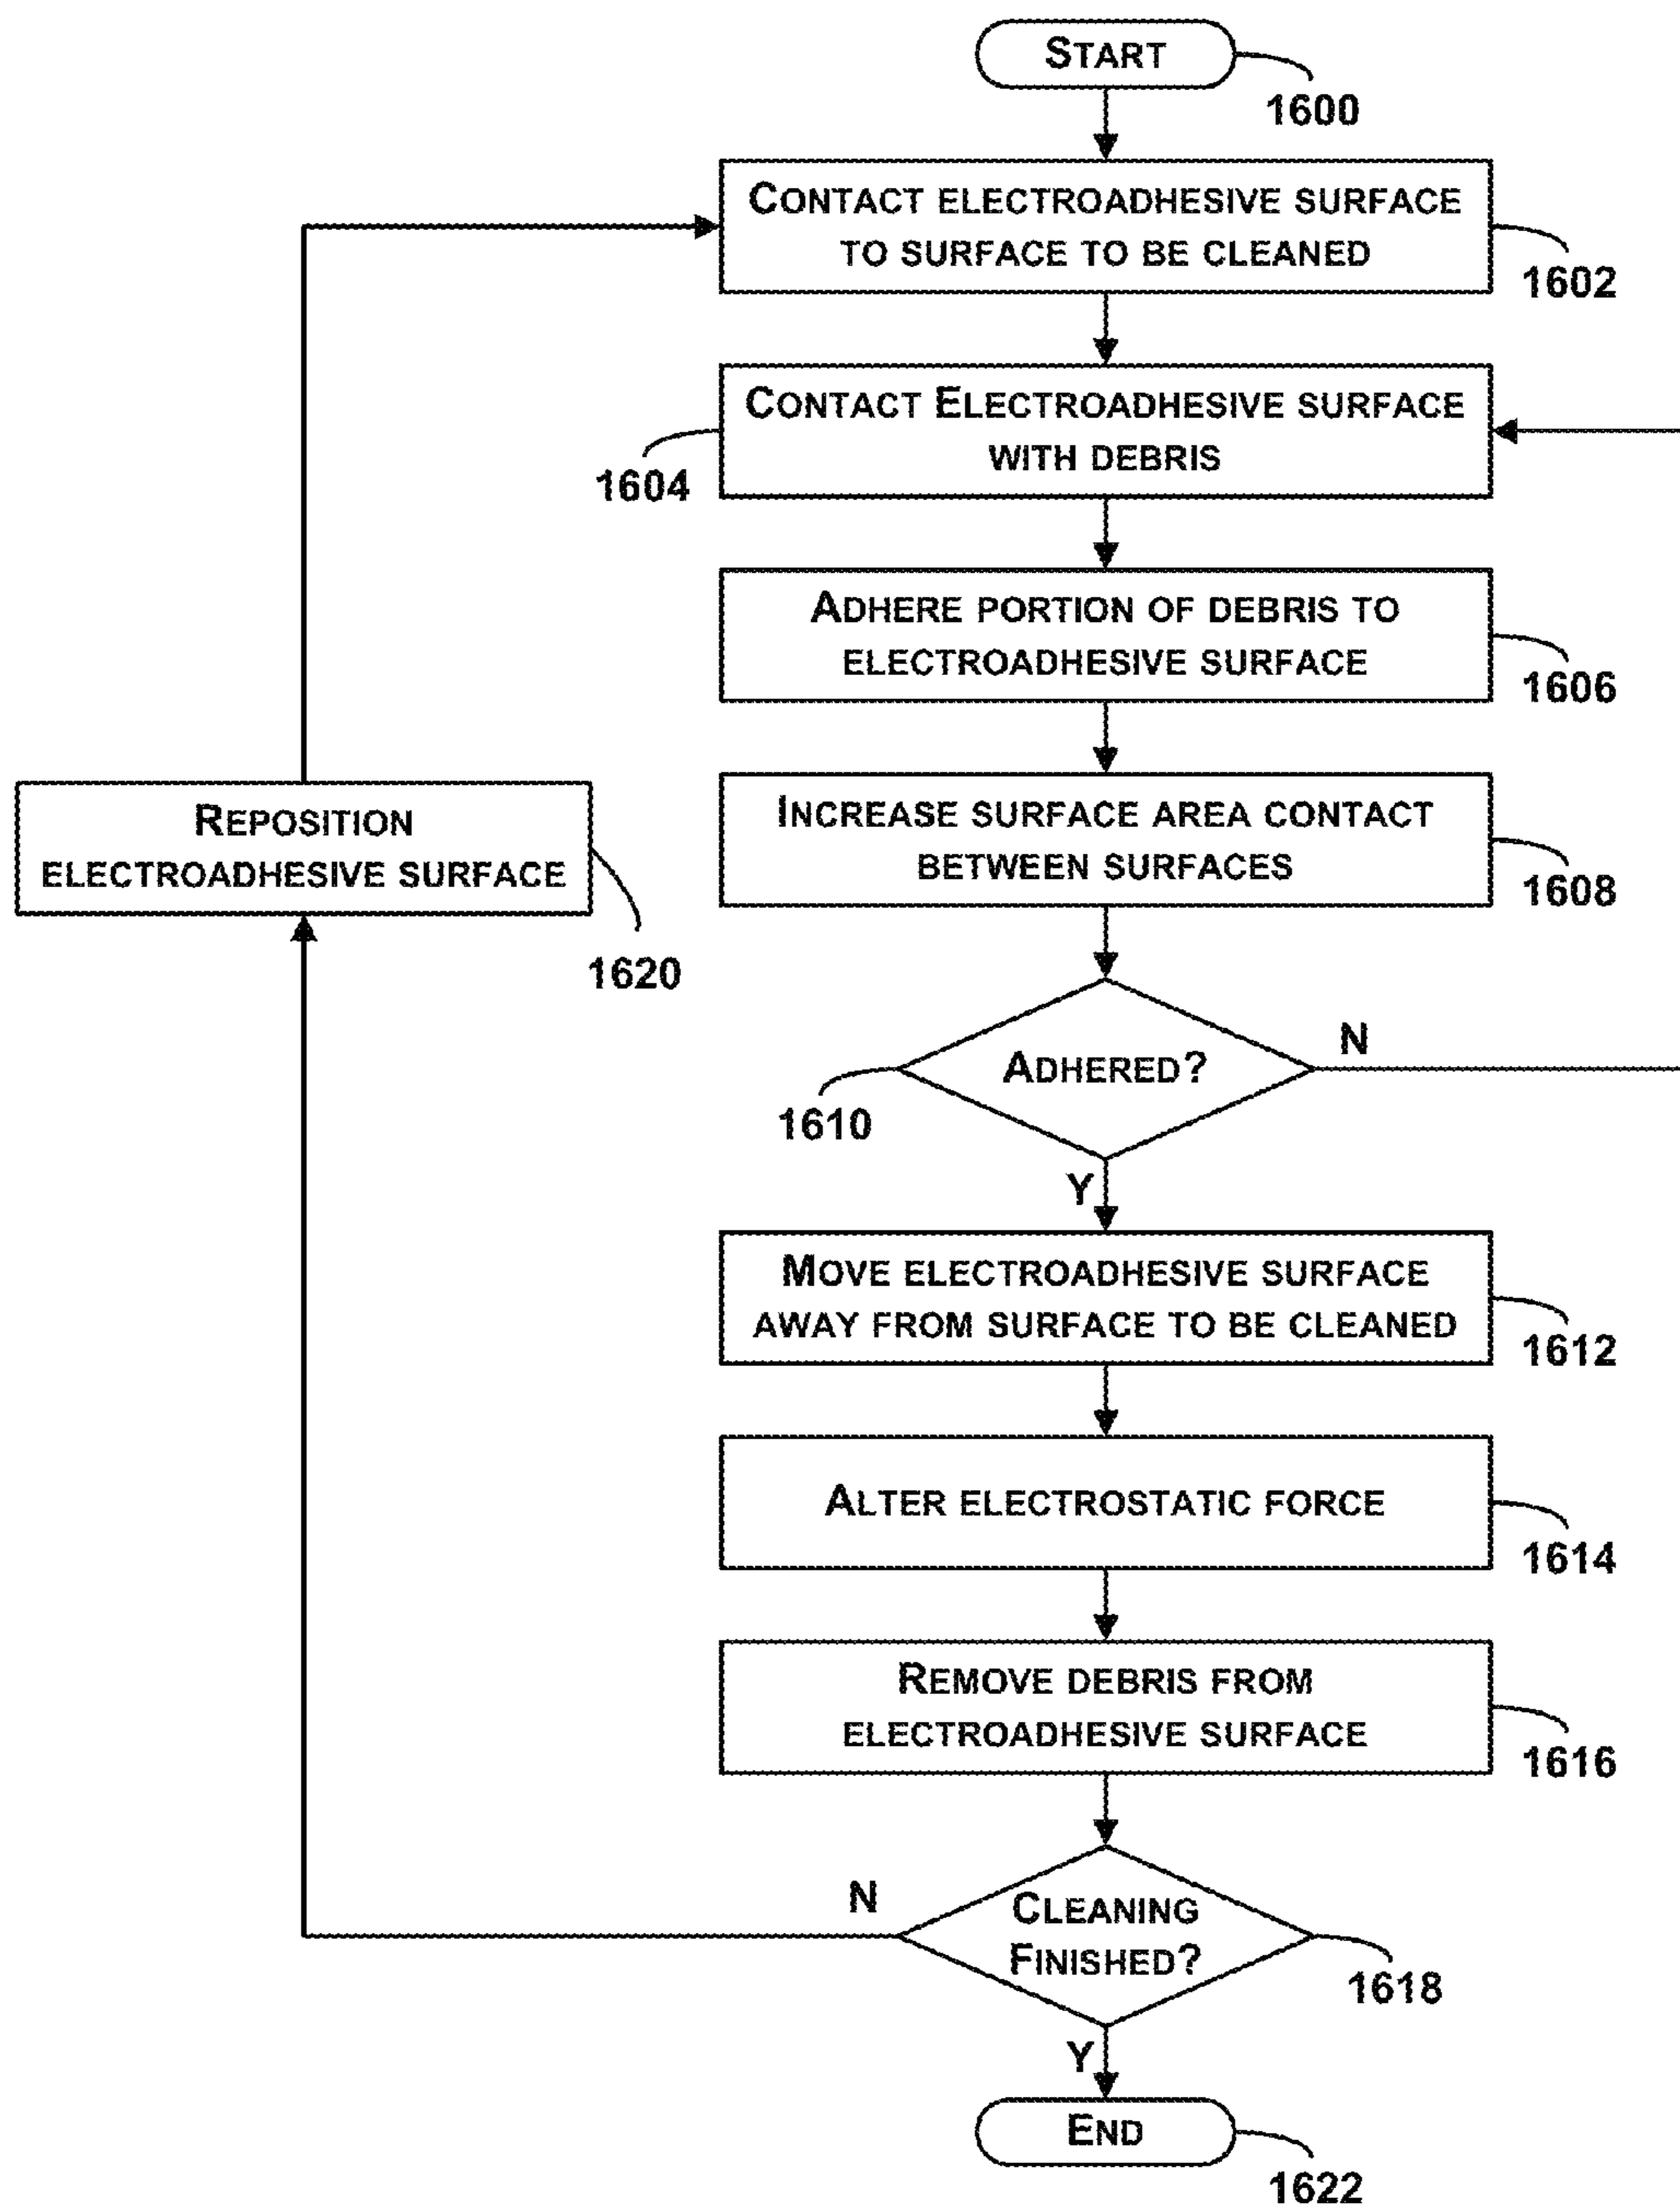 START
1600
CONTACT ELECTROADHESIVE SURFACE
TO SURFACE TO BE CLEANED
1602
CONTACT ELECTROADHESIVE SURFACE
WITH DEBRIS
1604
ADHERE PORTION OF DEBRIS TO
ELECTROADHESIVE SURFACE
1606
INCREASE SURFACE AREA CONTACT
BETWEEN SURFACES
1608
REPOSITION
ELECTROADHESIVE SURFACE
1620
ADHERED?
N
1610
Y
MOVE ELECTROADHESIVE SURFACE
AWAY FROM SURFACE TO BE CLEANED
1612
ALTER ELECTROSTATIC FORCE
1614
REMOVE DEBRIS FROM
ELECTROADHESIVE SURFACE
1616
N
CLEANING
FINISHED?
1618
Y
END
1622